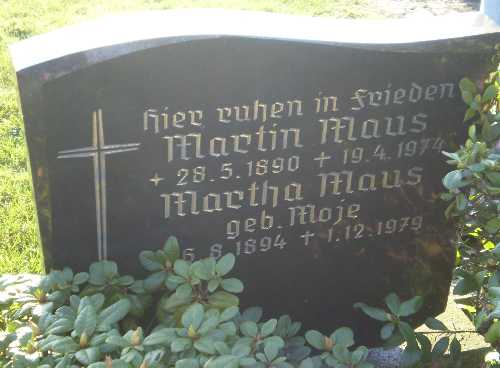 Hier ruhen in Frieden
Martin Maus
+ 28.5.1890 + 19.4.1974
Martha Maus
geb. Moje
6.8.1894 + 1.12.1979